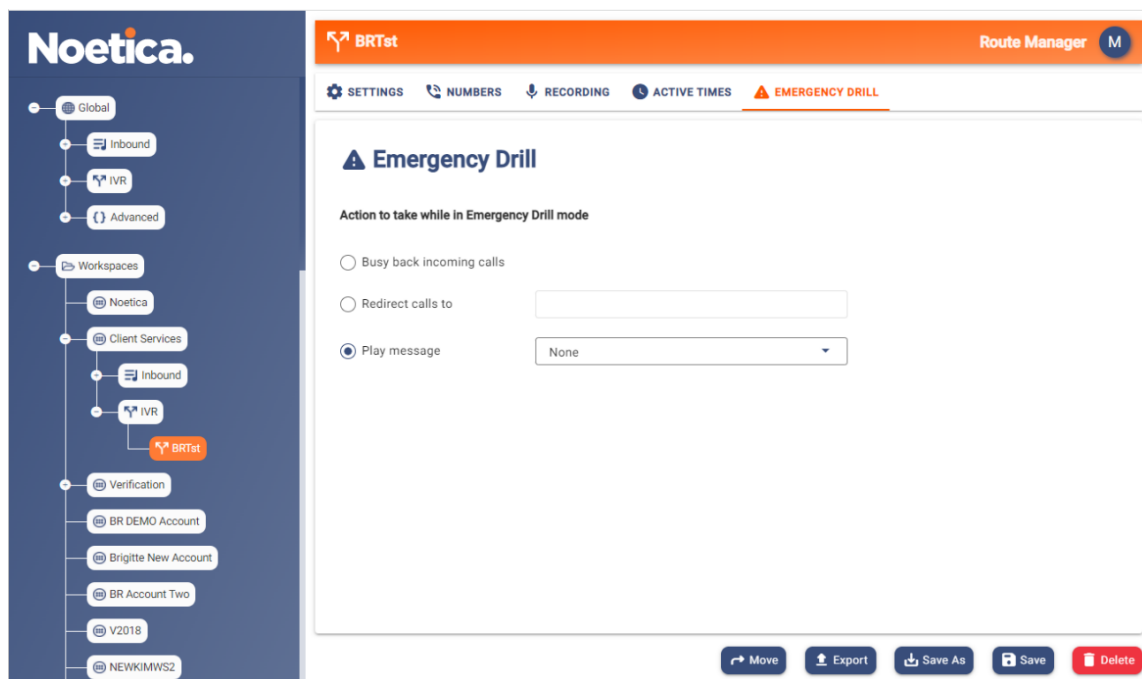 Noetica.
Global
Inbound
IVR
{} Advanced
Workspaces
Noetica
Client Services
Inbound
IVR
BRTst
Verification
BR DEMO Account
Brigitte New Account
BR Account Two
V2018
NEWKIMWS2
BRTst
Route Manager M
SETTINGS NUMBERS RECORDING ACTIVE TIMES EMERGENCY DRILL
Emergency Drill
Action to take while in Emergency Drill mode
Busy back incoming calls
Redirect calls to
Play message None
Move Export Save As Save Delete